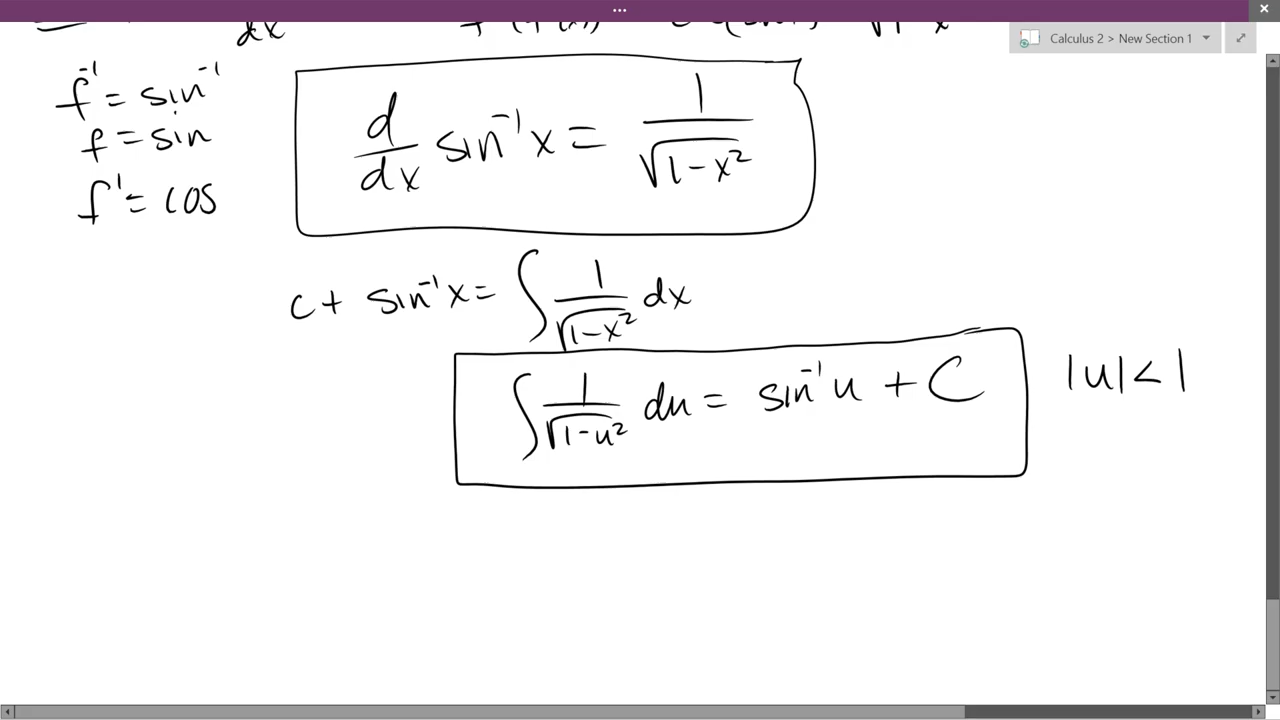 Calculus 2 > New Section 1
dx
f⁻¹ = sin⁻¹
f = sin
f' = cos
d/dx sin⁻¹x = 1/√(1-x²)
c + sin⁻¹x = ∫ 1/√(1-x²) dx
∫ 1/√(1-u²) du = sin⁻¹u + C
|u| < 1